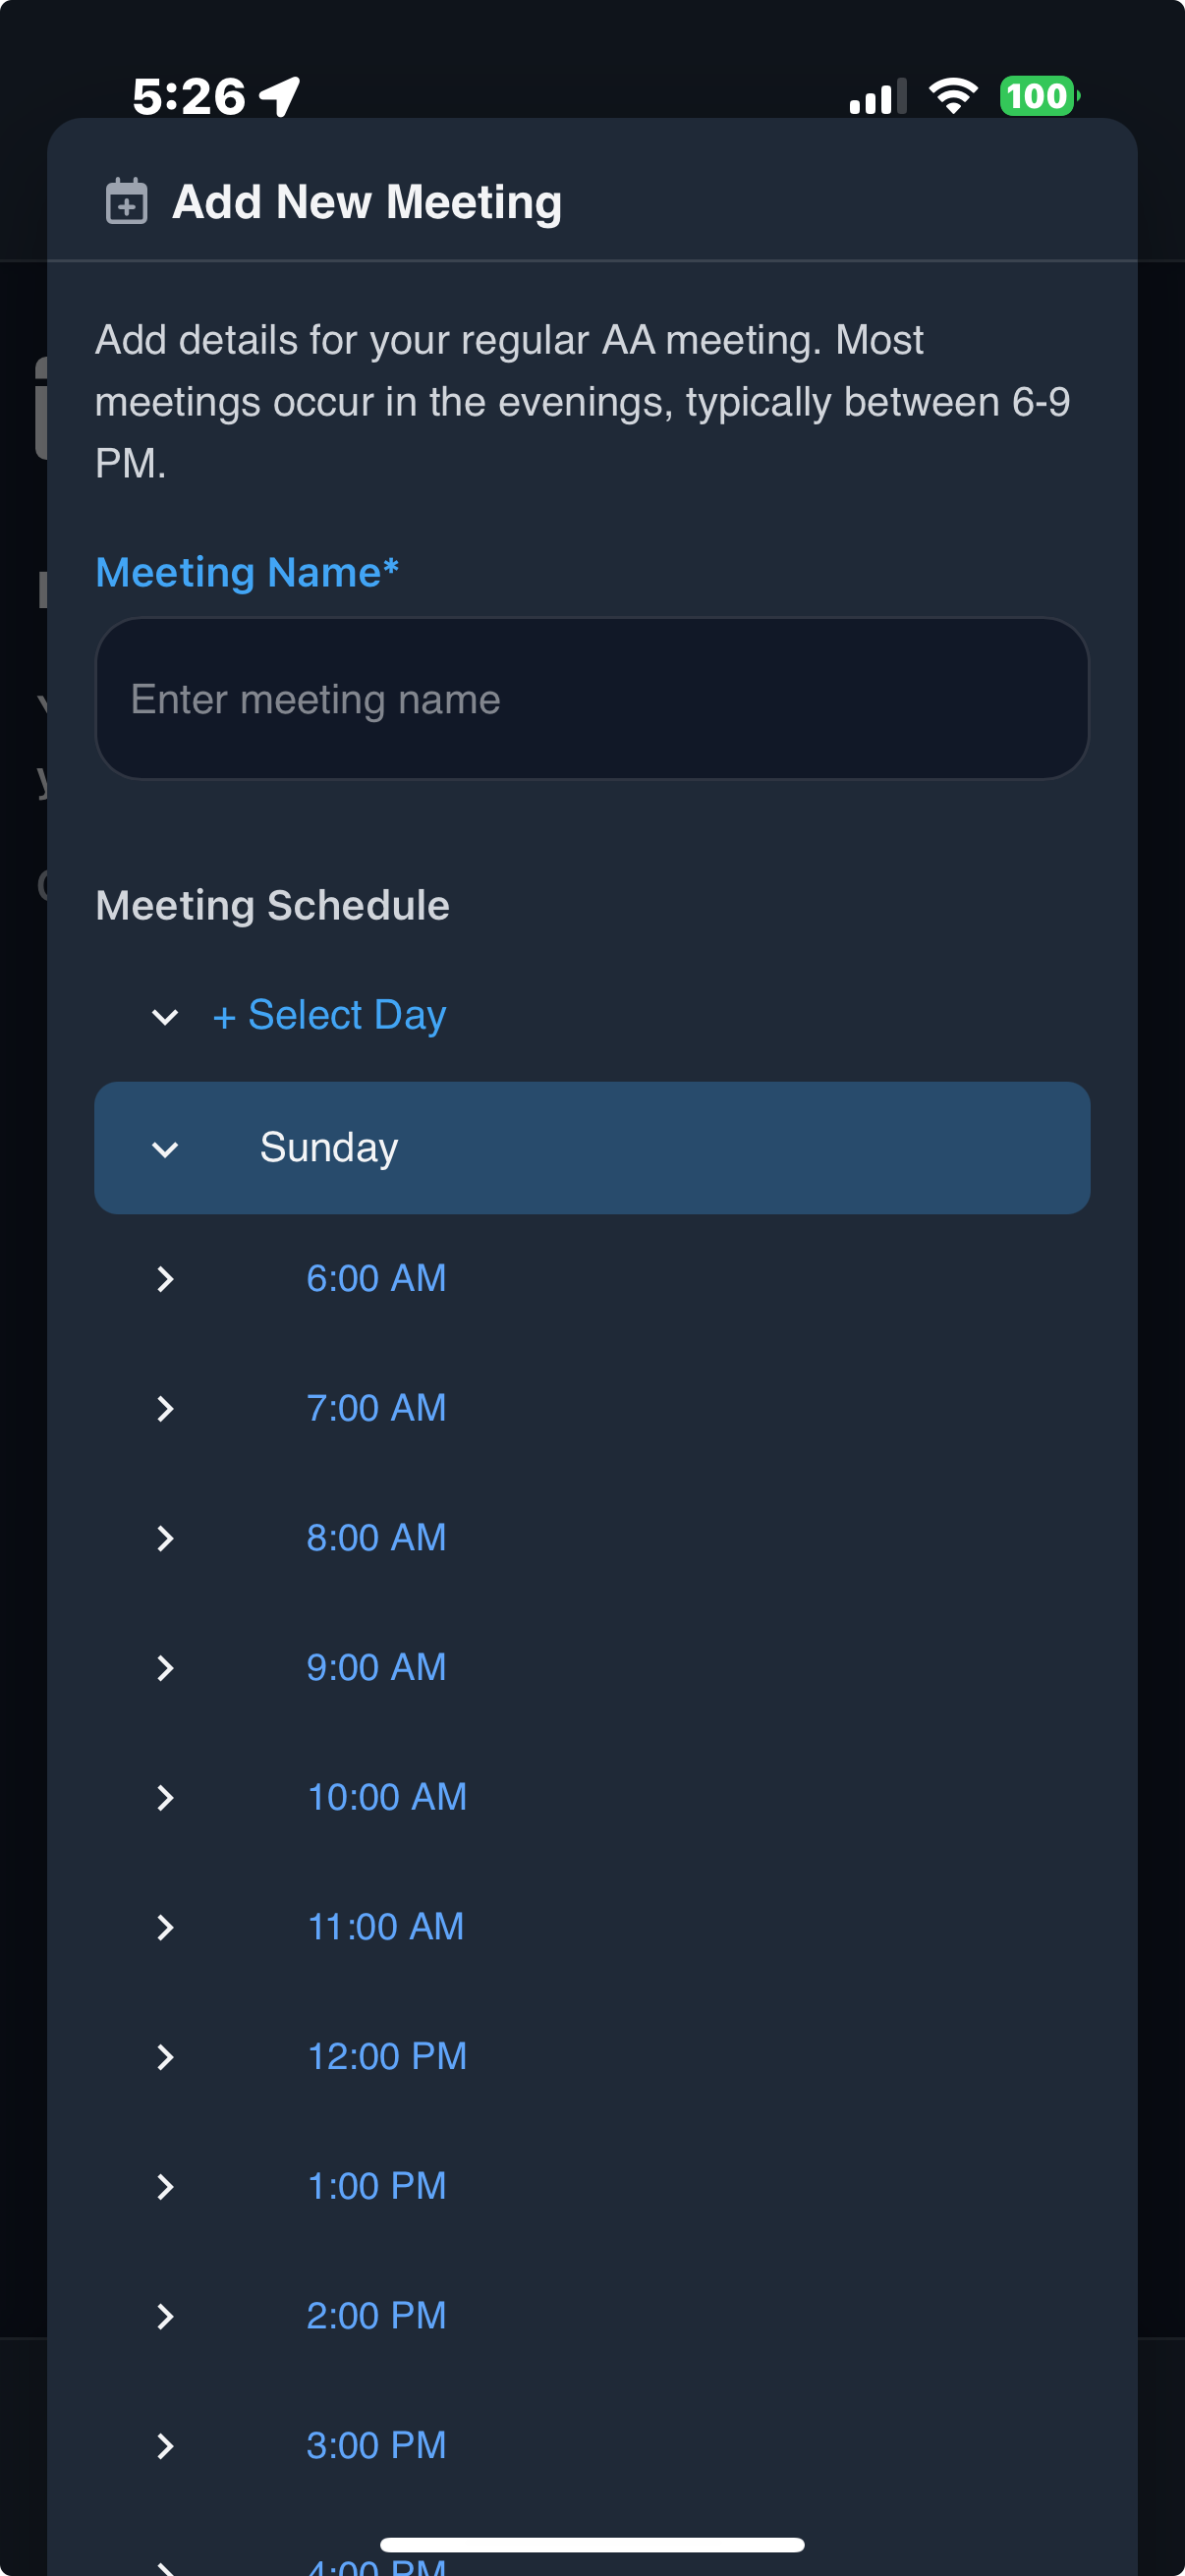 5:26
100
Add New Meeting
Add details for your regular AA meeting. Most
meetings occur in the evenings, typically between 6-9
PM.
Meeting Name*
Enter meeting name
Meeting Schedule
+ Select Day
Sunday
6:00 AM
7:00 AM
8:00 AM
9:00 AM
10:00 AM
11:00 AM
12:00 PM
1:00 PM
2:00 PM
3:00 PM
4:00 PM